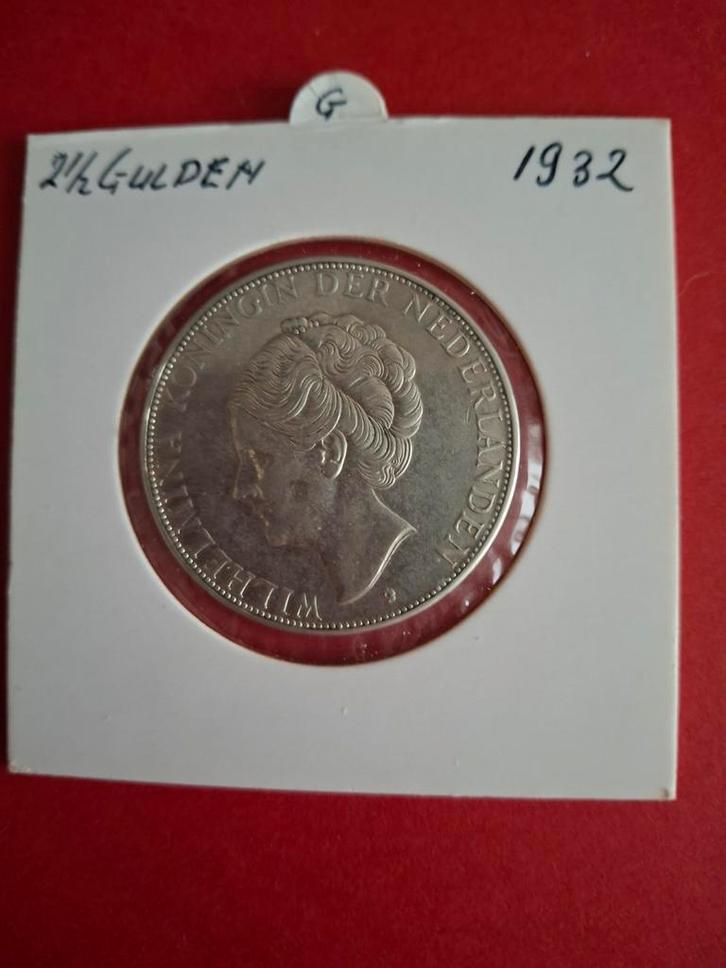 G
2½ GULDEN
1932
WILHELMINA KONINGIN DER NEDERLANDEN
G